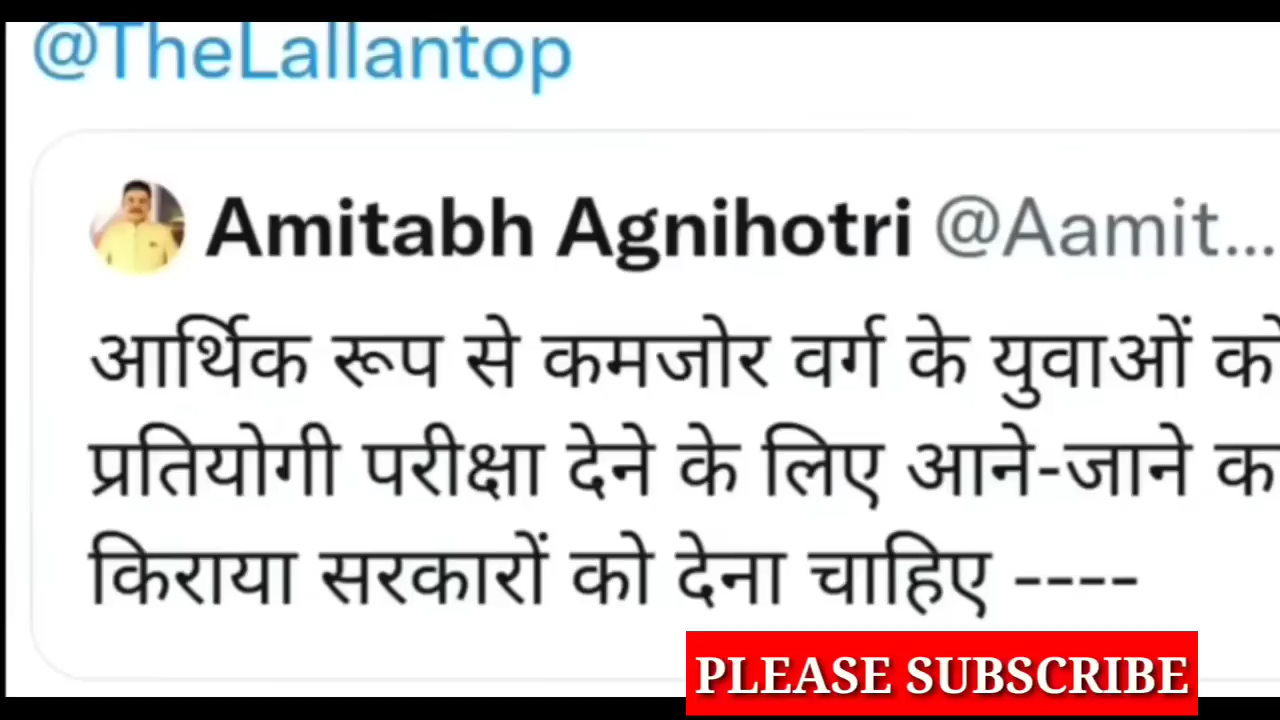 @TheLallantop
Amitabh Agnihotri @Aamit...
आर्थिक रूप से कमजोर वर्ग के युवाओं को
प्रतियोगी परीक्षा देने के लिए आने-जाने क
किराया सरकारों को देना चाहिए ----
PLEASE SUBSCRIBE